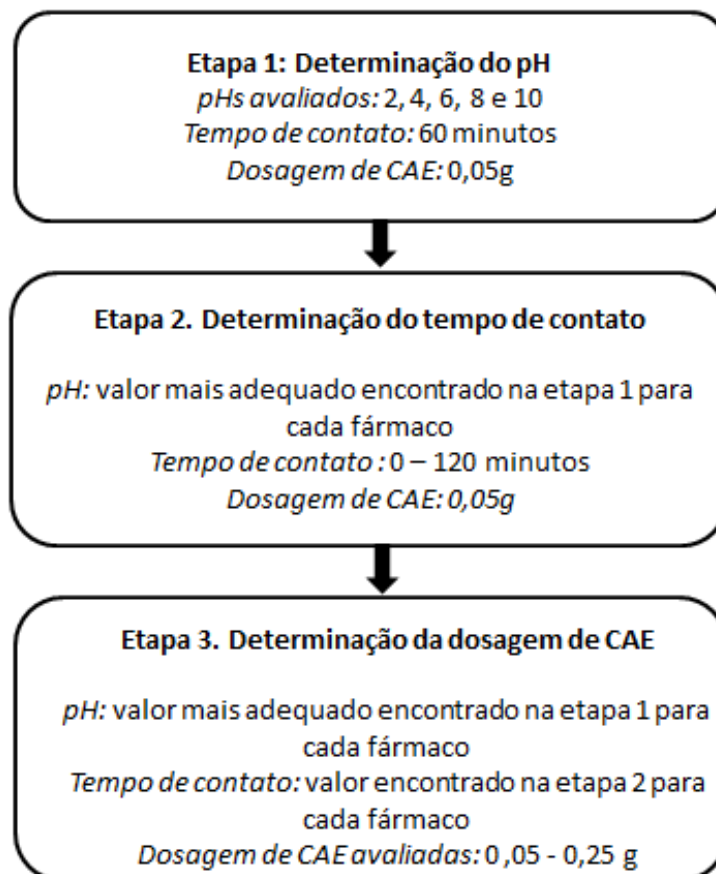 Etapa 1: Determinação do pH
pHs avaliados: 2, 4, 6, 8 e 10
Tempo de contato: 60 minutos
Dosagem de CAE: 0,05g
Etapa 2. Determinação do tempo de contato
pH: valor mais adequado encontrado na etapa 1 para
cada fármaco
Tempo de contato : 0 – 120 minutos
Dosagem de CAE: 0,05g
Etapa 3. Determinação da dosagem de CAE
pH: valor mais adequado encontrado na etapa 1 para
cada fármaco
Tempo de contato: valor encontrado na etapa 2 para
cada fármaco
Dosagem de CAE avaliadas: 0 ,05 - 0,25 g